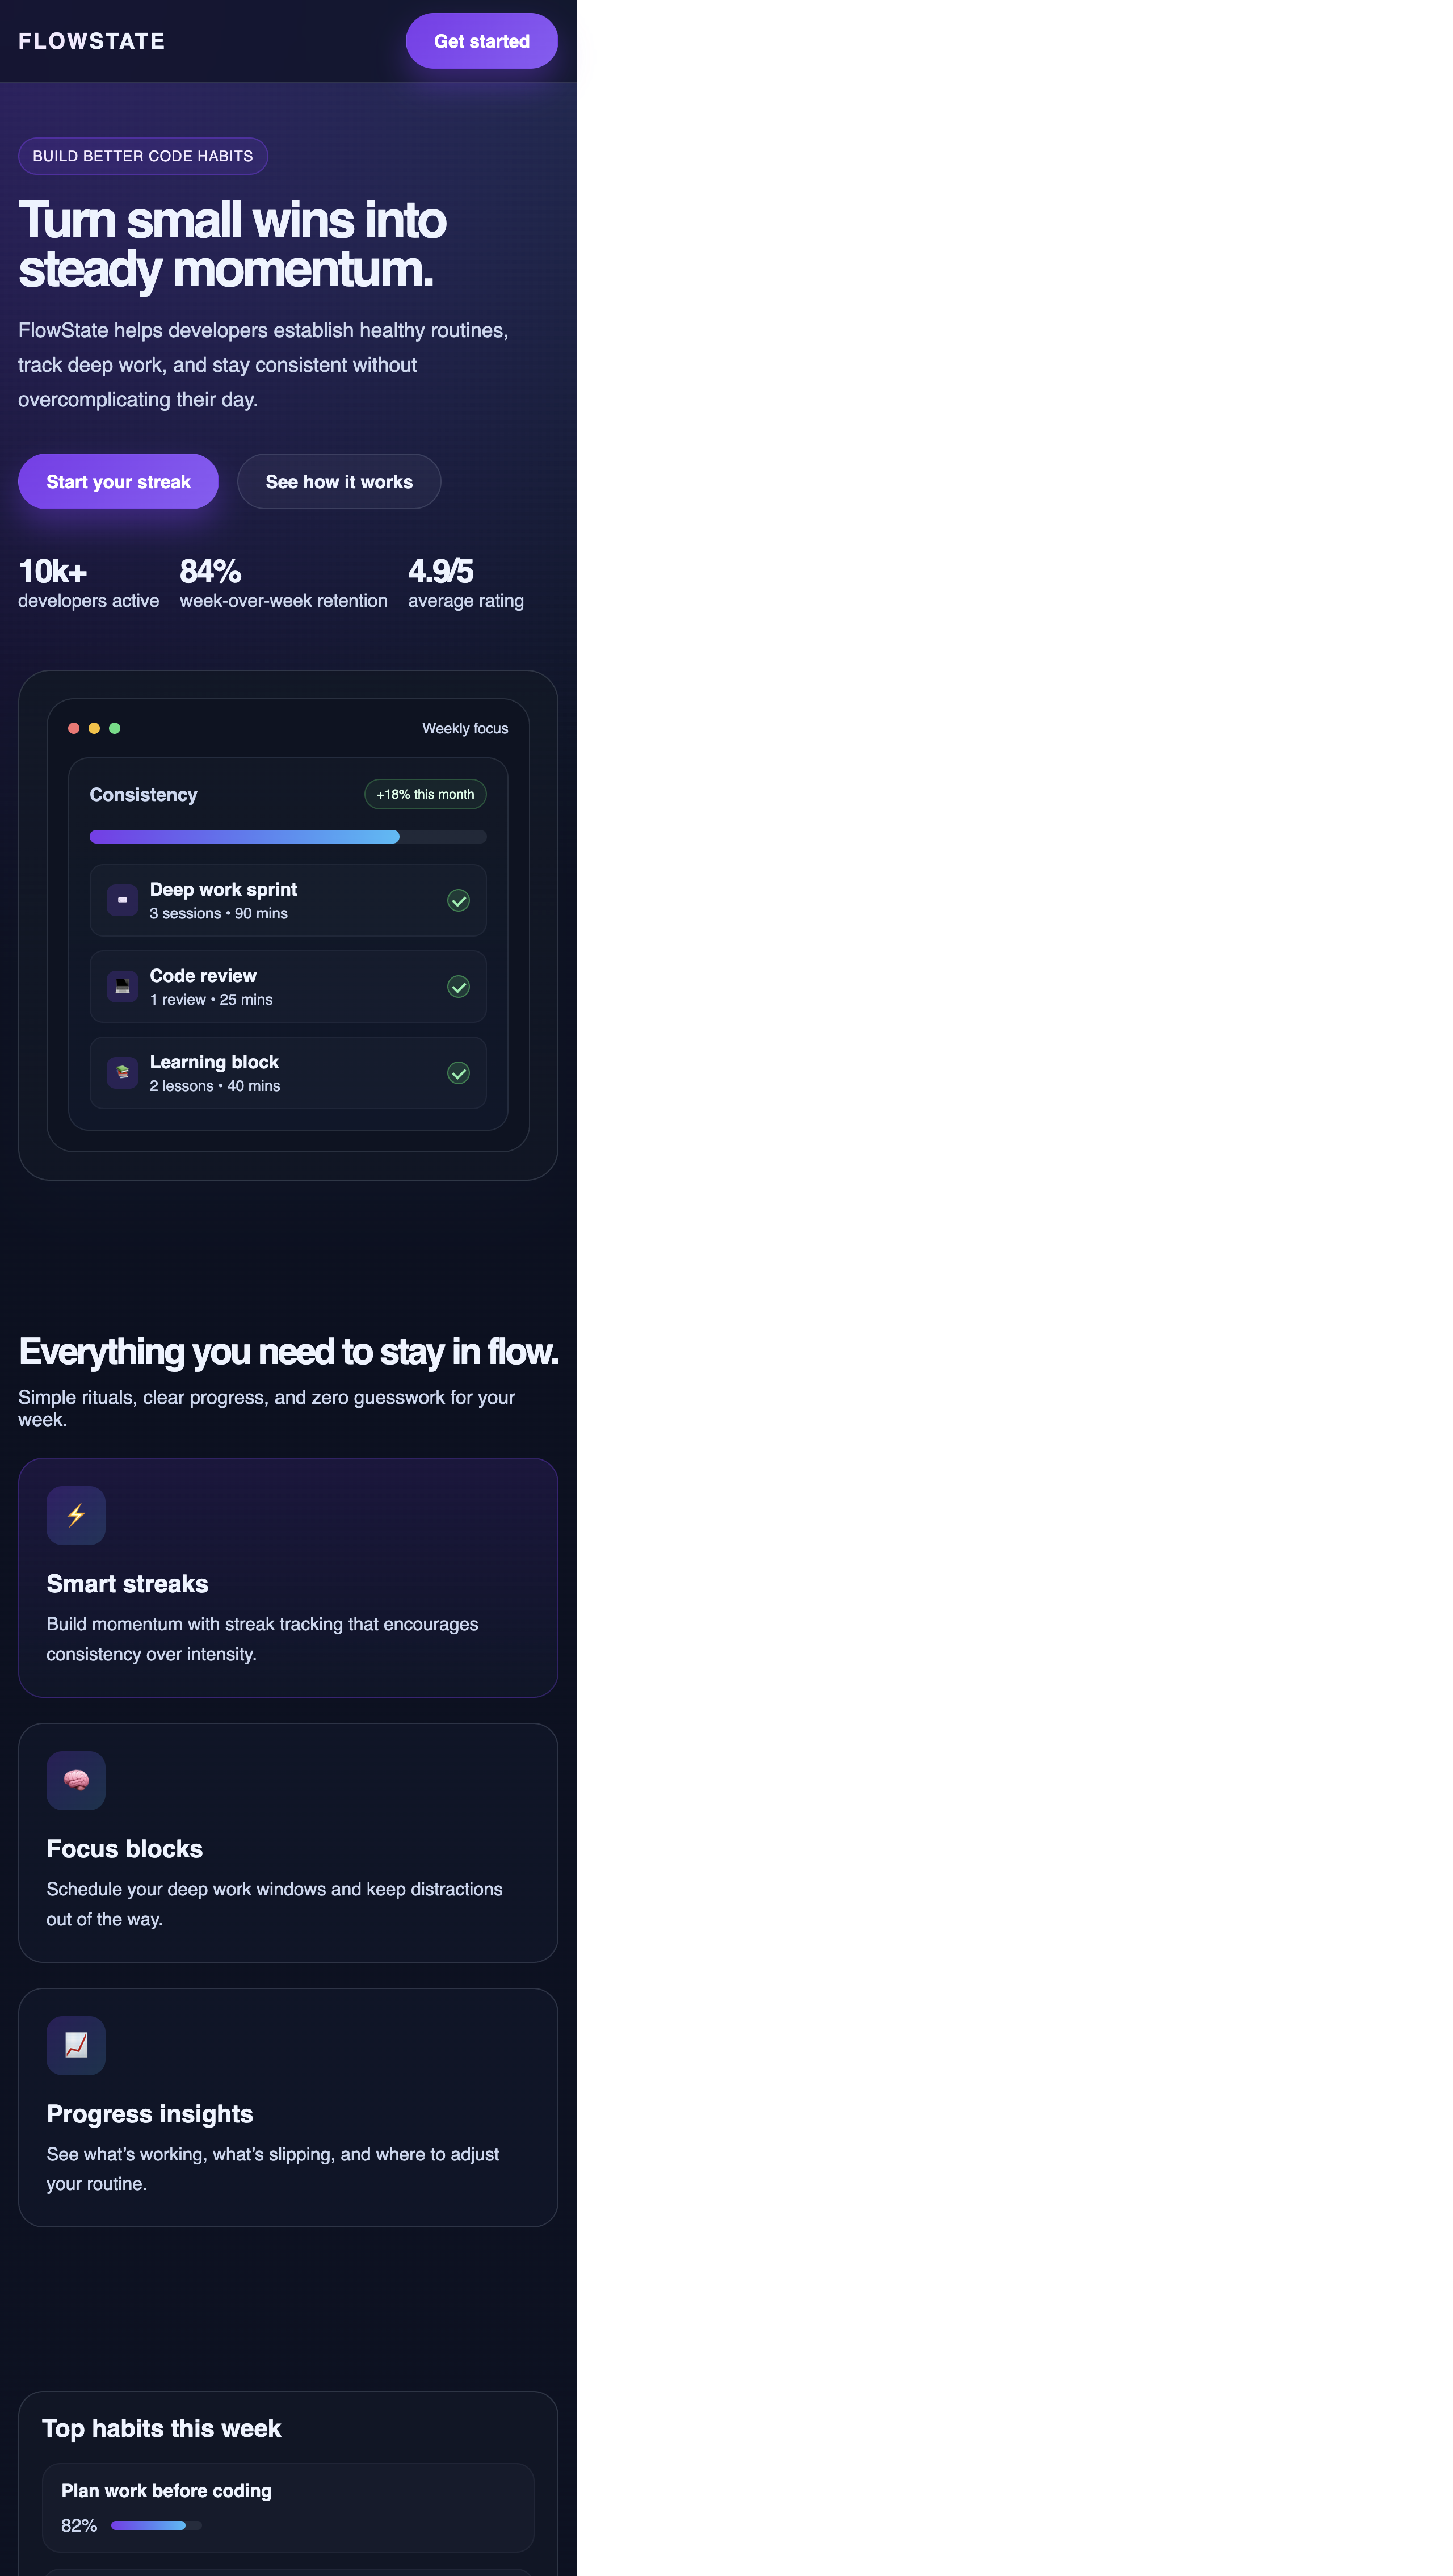 FLOWSTATE
Get started
BUILD BETTER CODE HABITS
Turn small wins into
steady momentum.
FlowState helps developers establish healthy routines,
track deep work, and stay consistent without
overcomplicating their day.
Start your streak
See how it works
10k+
developers active
84%
week-over-week retention
4.9/5
average rating
Weekly focus
Consistency
+18% this month
Deep work sprint
3 sessions • 90 mins
Code review
1 review • 25 mins
Learning block
2 lessons • 40 mins
Everything you need to stay in flow.
Simple rituals, clear progress, and zero guesswork for your
week.
Smart streaks
Build momentum with streak tracking that encourages
consistency over intensity.
Focus blocks
Schedule your deep work windows and keep distractions
out of the way.
Progress insights
See what’s working, what’s slipping, and where to adjust
your routine.
Top habits this week
Plan work before coding
82%